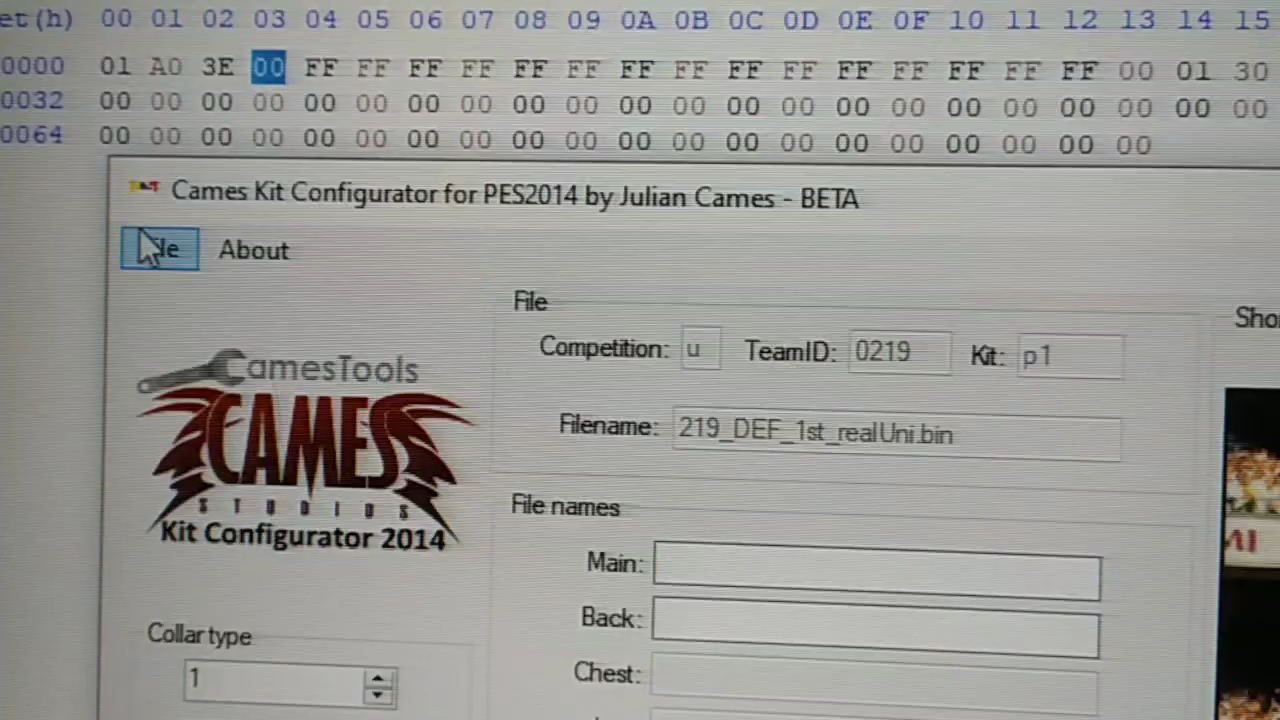 et (h) 00 01 02 03 04 05 06 07 08 09 0A 0B 0C 0D 0E 0F 10 11 12 13 14 15
0000 01 A0 3E 00 FF FF FF FF FF FF FF FF FF FF FF FF FF FF FF 00 01 30
0032 00 00 00 00 00 00 00 00 00 00 00 00 00 00 00 00 00 00 00 00 00 00
0064 00 00 00 00 00 00 00 00 00 00 00 00 00 00 00 00 00 00 00 00
Cames Kit Configurator for PES2014 by Julian Cames - BETA
File About
File
Sho
Competition: u TeamID: 0219 Kit: p1
CamesTools
CAMES
STUDIOS
Kit Configurator 2014
Filename: 219_DEF_1st_realUni.bin
File names
Main:
Back:
Chest:
Collar type
1